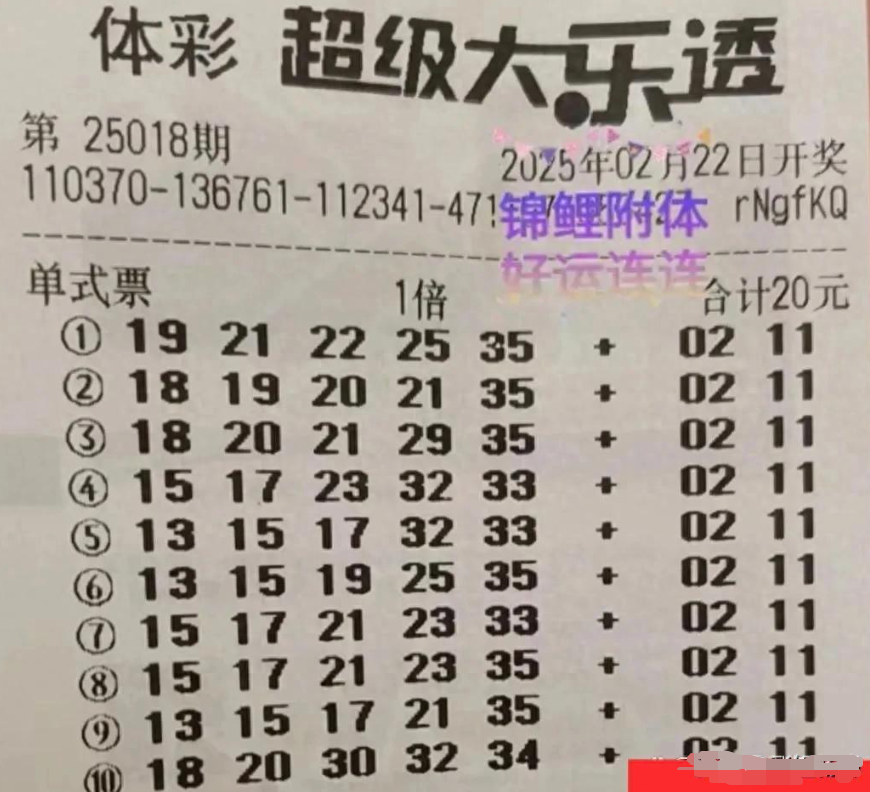 体彩 超级大乐透
第 25018期
2025年02月22日开奖
110370-136761-112341-471 rNgfKQ
锦鲤附体
好运连连
单式票 1倍 合计20元
① 19 21 22 25 35 + 02 11
② 18 19 20 21 35 + 02 11
③ 18 20 21 29 35 + 02 11
④ 15 17 23 32 33 + 02 11
⑤ 13 15 17 32 33 + 02 11
⑥ 13 15 19 25 35 + 02 11
⑦ 15 17 21 23 33 + 02 11
⑧ 15 17 21 23 35 + 02 11
⑨ 13 15 17 21 35 + 02 11
⑩ 18 20 30 32 34 + 02 11